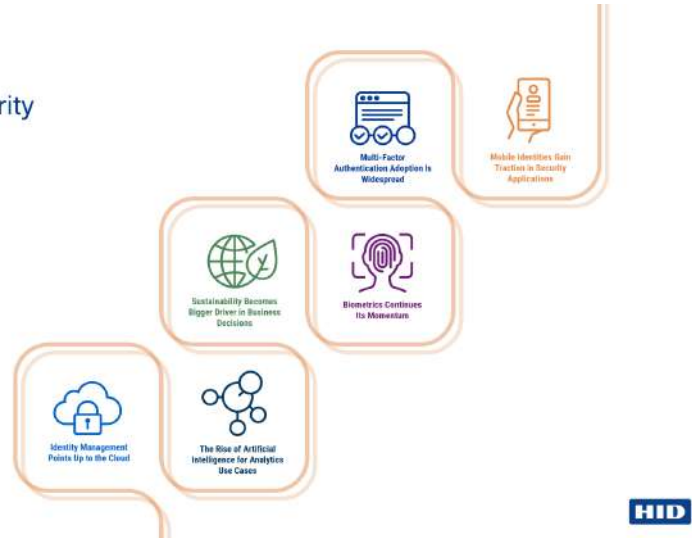 rity
Multi-Factor
Authentication Adoption Is
Widespread
Mobile Identities Gain
Traction in Security
Applications
Sustainability Becomes
Bigger Driver in Business
Decisions
Biometrics Continues
Its Momentum
Identity Management
Points Up to the Cloud
The Rise of Artificial
Intelligence for Analytics
Use Cases
HID